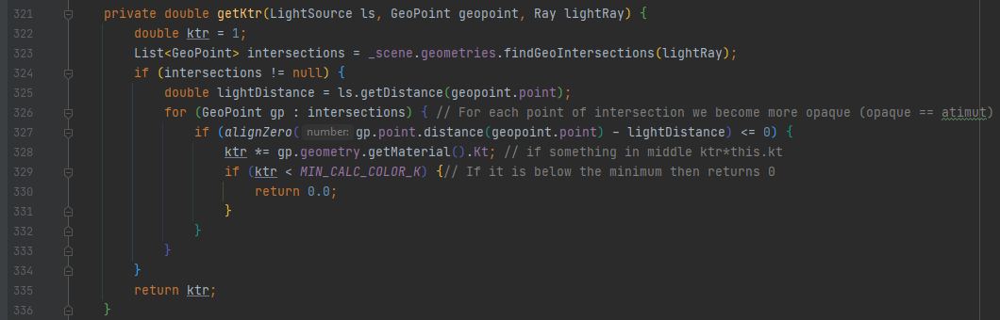 321 private double getKtr(LightSource ls, GeoPoint geopoint, Ray lightRay) {
322 double ktr = 1;
323 List<GeoPoint> intersections = _scene.geometries.findGeoIntersections(lightRay);
324 if (intersections != null) {
325 double lightDistance = ls.getDistance(geopoint.point);
326 for (GeoPoint gp : intersections) { // For each point of intersection we become more opaque (opaque == atimut)
327 if (alignZero( number: gp.point.distance(geopoint.point) - lightDistance) <= 0) {
328 ktr *= gp.geometry.getMaterial().Kt; // if something in middle ktr*this.kt
329 if (ktr < MIN_CALC_COLOR_K) {// If it is below the minimum then returns 0
330 return 0.0;
331 }
332 }
333 }
334 }
335 return ktr;
336 }